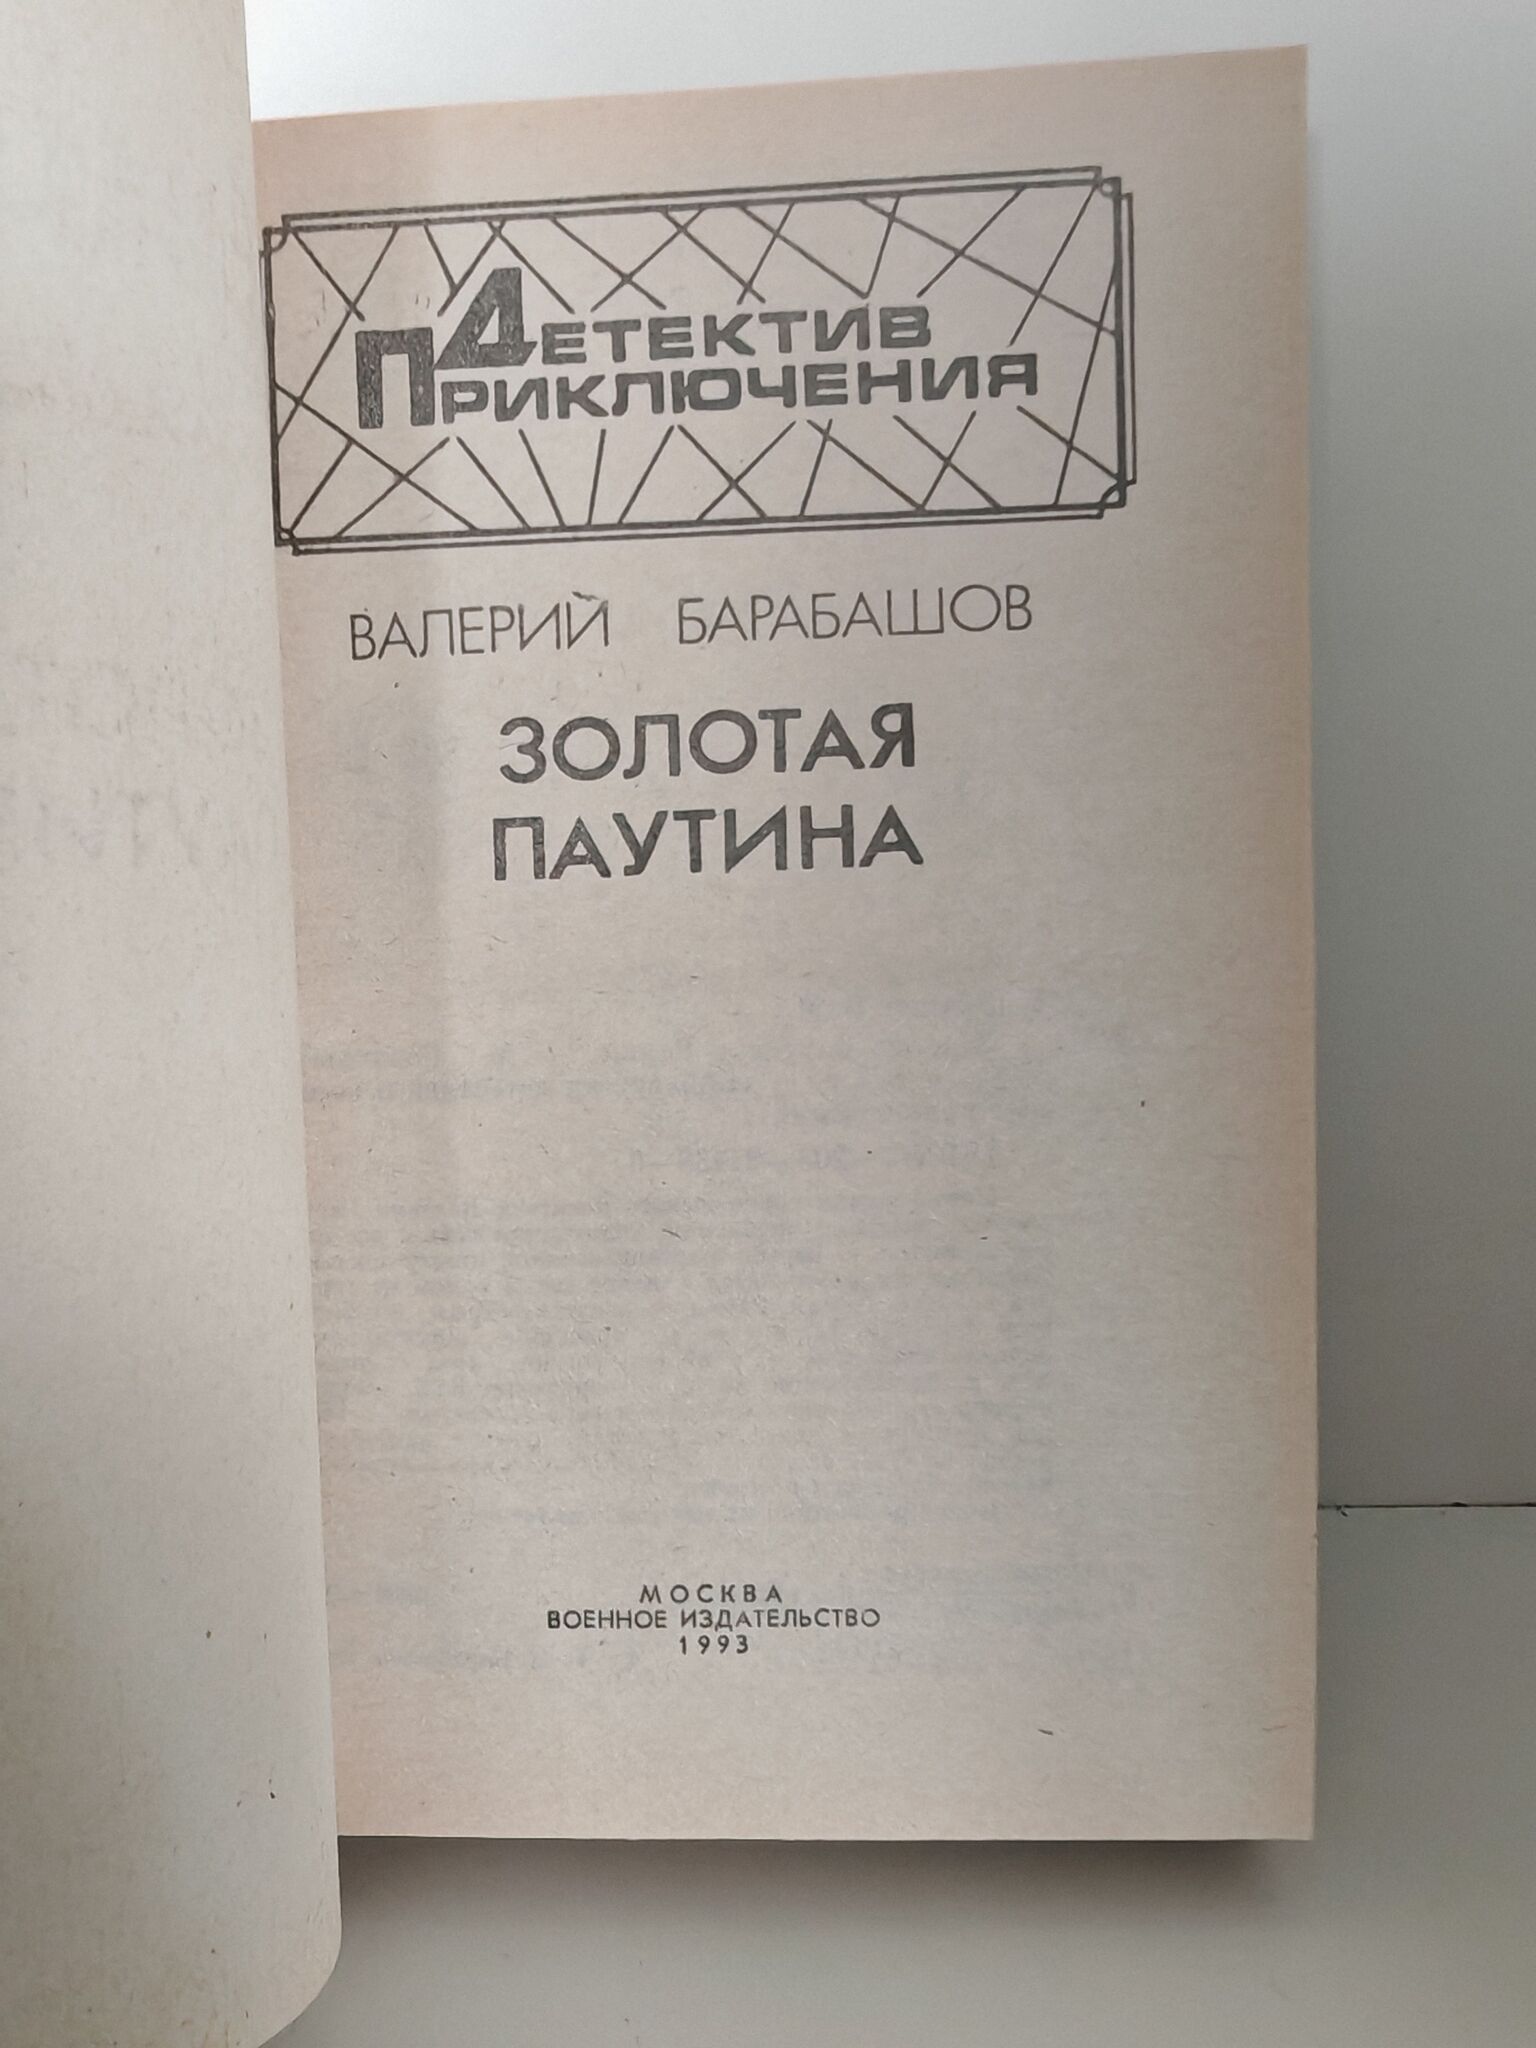 ДЕТЕКТИВ
ПРИКЛЮЧЕНИЯ
ВАЛЕРИЙ БАРАБАШОВ
ЗОЛОТАЯ
ПАУТИНА
МОСКВА
ВОЕННОЕ ИЗДАТЕЛЬСТВО
1993